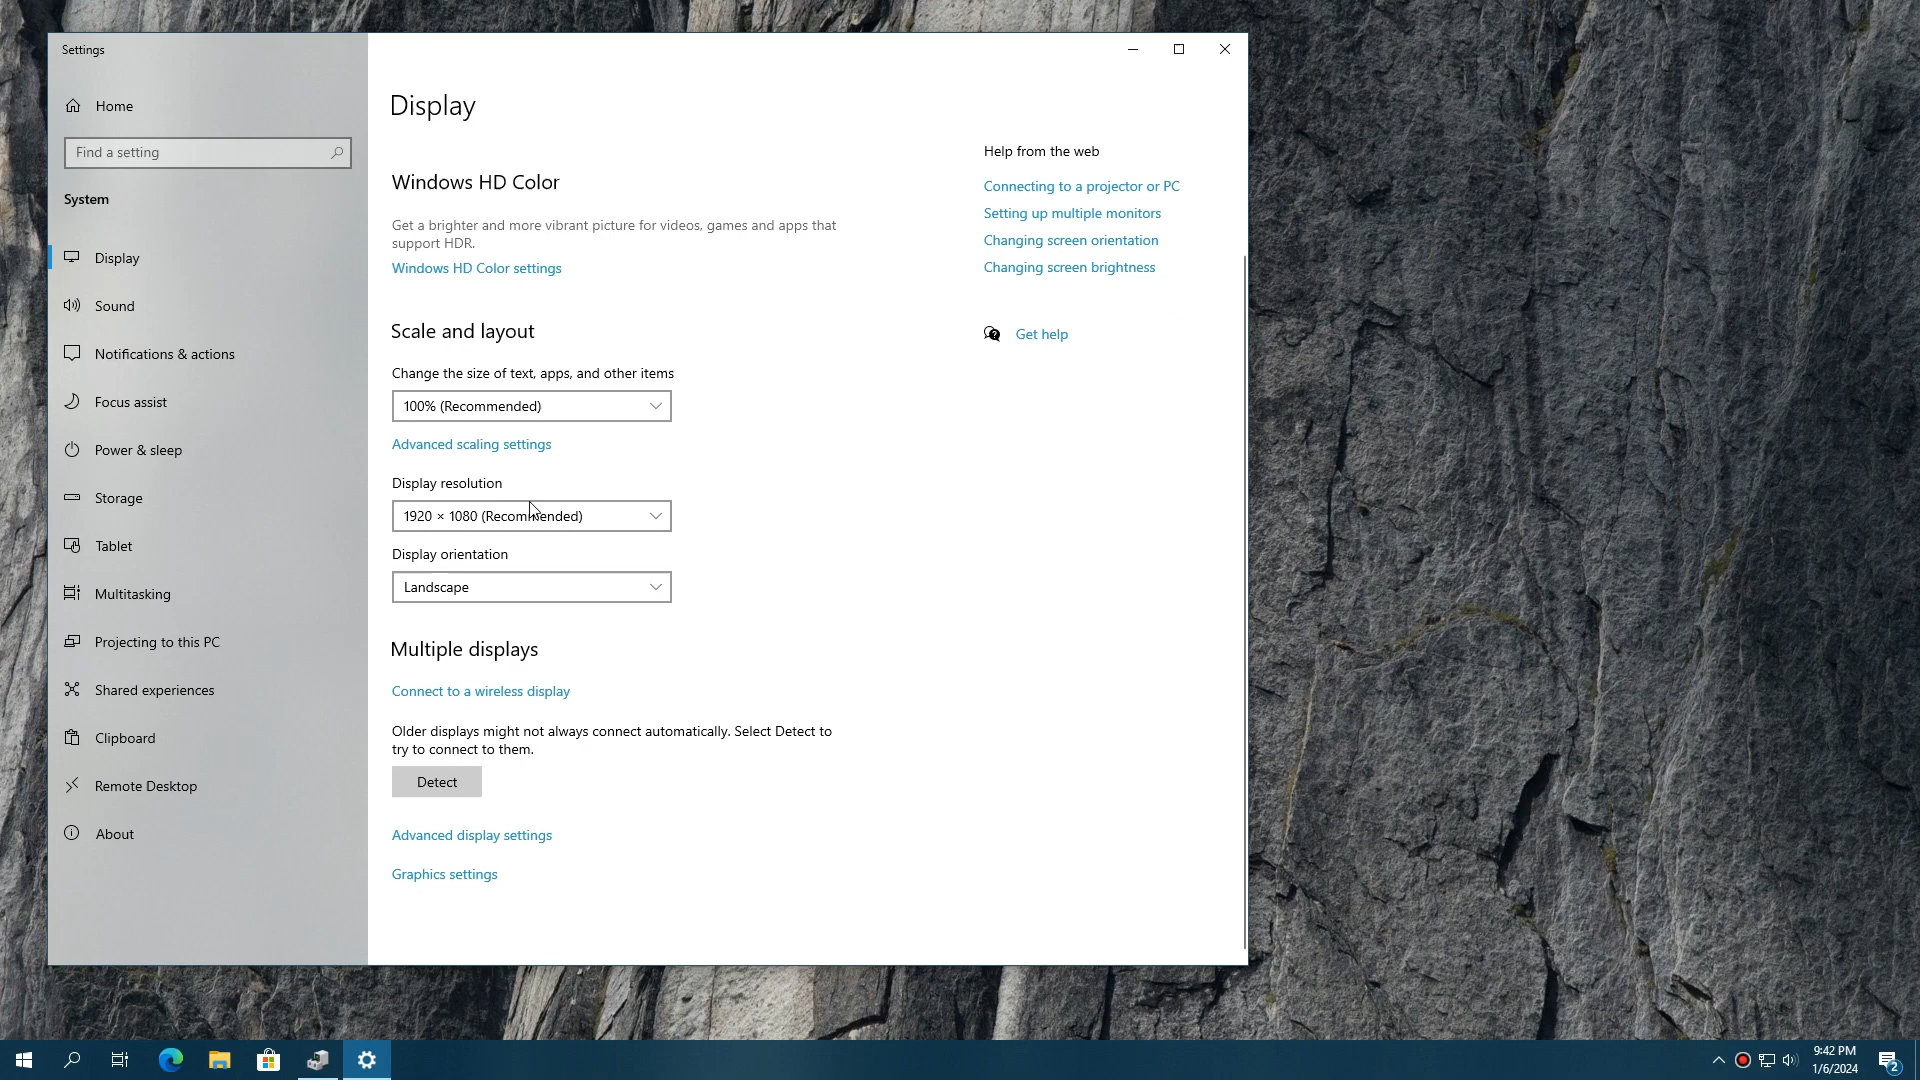 Settings
Home
Find a setting
System
Display
Sound
Notifications & actions
Focus assist
Power & sleep
Storage
Tablet
Multitasking
Projecting to this PC
Shared experiences
Clipboard
Remote Desktop
About
Display
Windows HD Color
Get a brighter and more vibrant picture for videos, games and apps that
support HDR.
Windows HD Color settings
Scale and layout
Change the size of text, apps, and other items
100% (Recommended)
Advanced scaling settings
Display resolution
1920 × 1080 (Recommended)
Display orientation
Landscape
Multiple displays
Connect to a wireless display
Older displays might not always connect automatically. Select Detect to
try to connect to them.
Detect
Advanced display settings
Graphics settings
Help from the web
Connecting to a projector or PC
Setting up multiple monitors
Changing screen orientation
Changing screen brightness
Get help
9:42 PM
1/6/2024
2